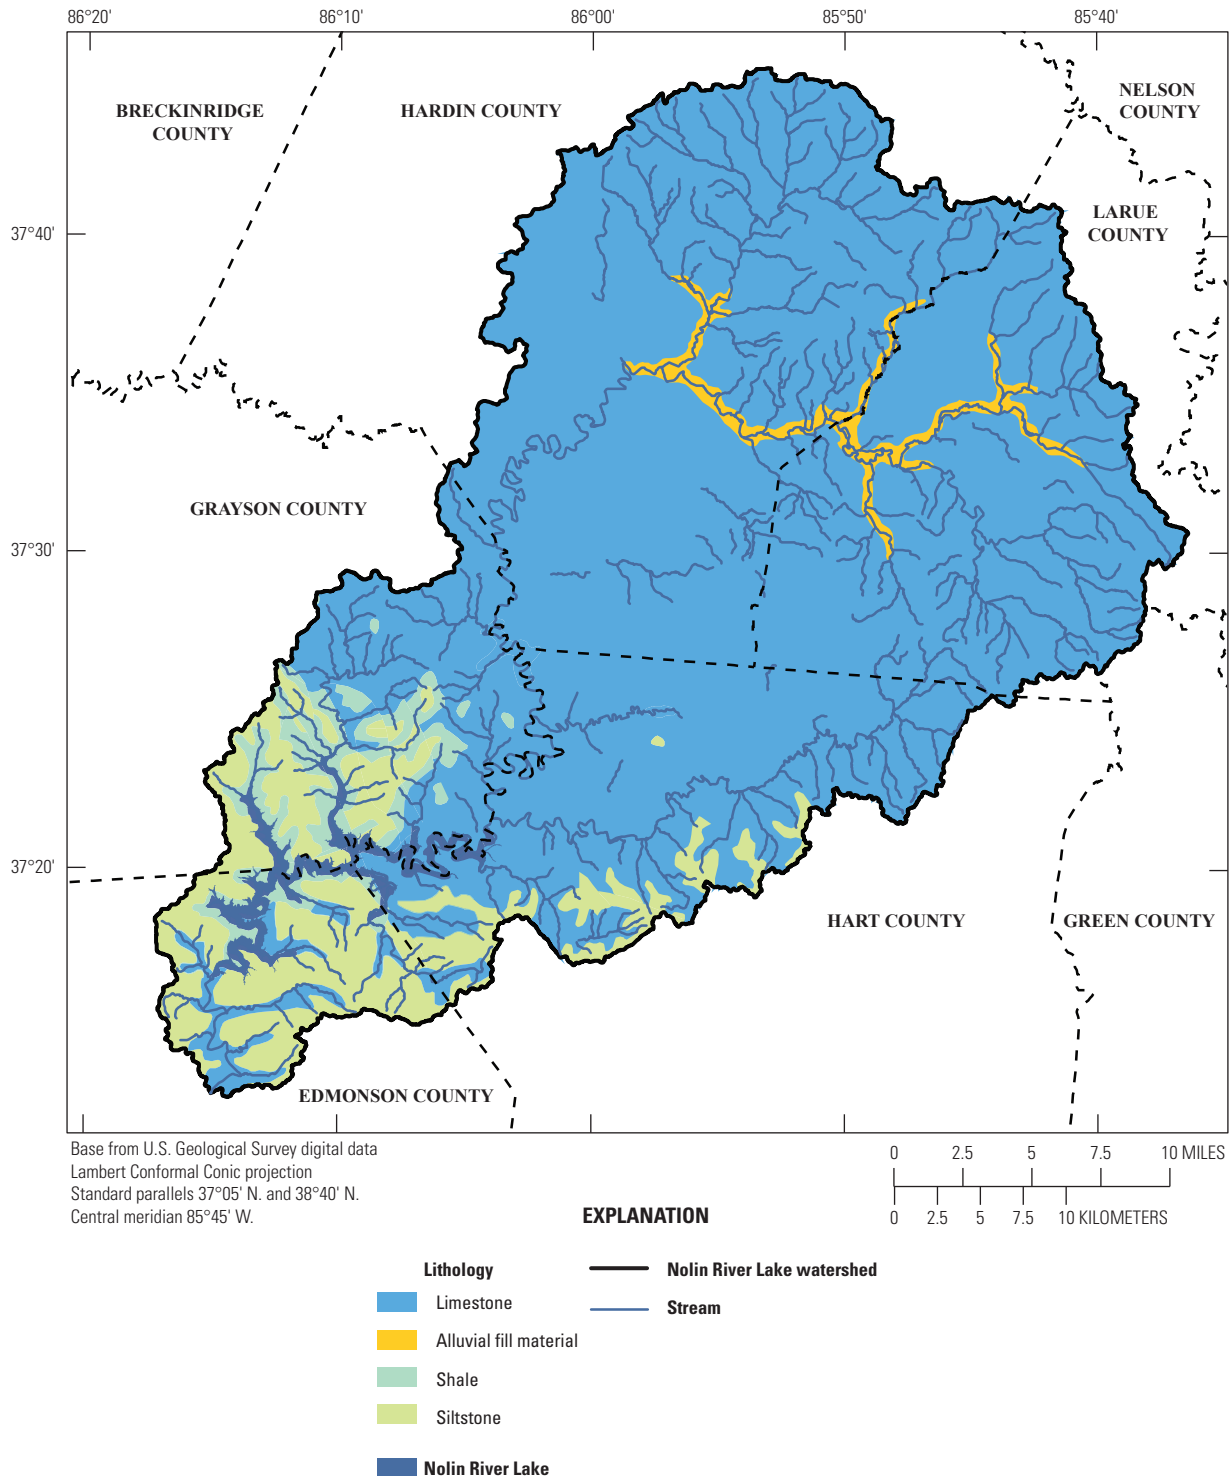 86°20' 86°10' 86°00' 85°50' 85°40'
BRECKINRIDGE
COUNTY
HARDIN COUNTY
NELSON
COUNTY
LARUE
COUNTY
37°40'
GRAYSON COUNTY
37°30'
37°20'
HART COUNTY
GREEN COUNTY
EDMONSON COUNTY
Base from U.S. Geological Survey digital data
Lambert Conformal Conic projection
Standard parallels 37°05' N. and 38°40' N.
Central meridian 85°45' W.
0 2.5 5 7.5 10 MILES
0 2.5 5 7.5 10 KILOMETERS
EXPLANATION
Lithology
Limestone
Alluvial fill material
Shale
Siltstone
Nolin River Lake
Nolin River Lake watershed
Stream